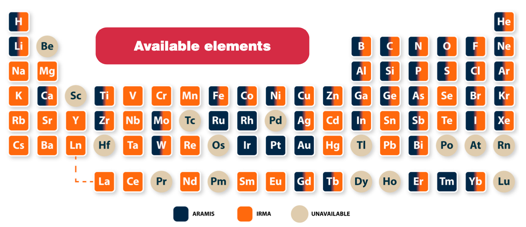 Available elements
H He
Li Be B C N O F Ne
Na Mg Al Si P S Cl Ar
K Ca Sc Ti V Cr Mn Fe Co Ni Cu Zn Ga Ge As Se Br Kr
Rb Sr Y Zr Nb Mo Tc Ru Rh Pd Ag Cd In Sn Sb Te I Xe
Cs Ba Ln Hf Ta W Re Os Ir Pt Au Hg Tl Pb Bi Po At Rn
La Ce Pr Nd Pm Sm Eu Gd Tb Dy Ho Er Tm Yb Lu
ARAMIS IRMA UNAVAILABLE